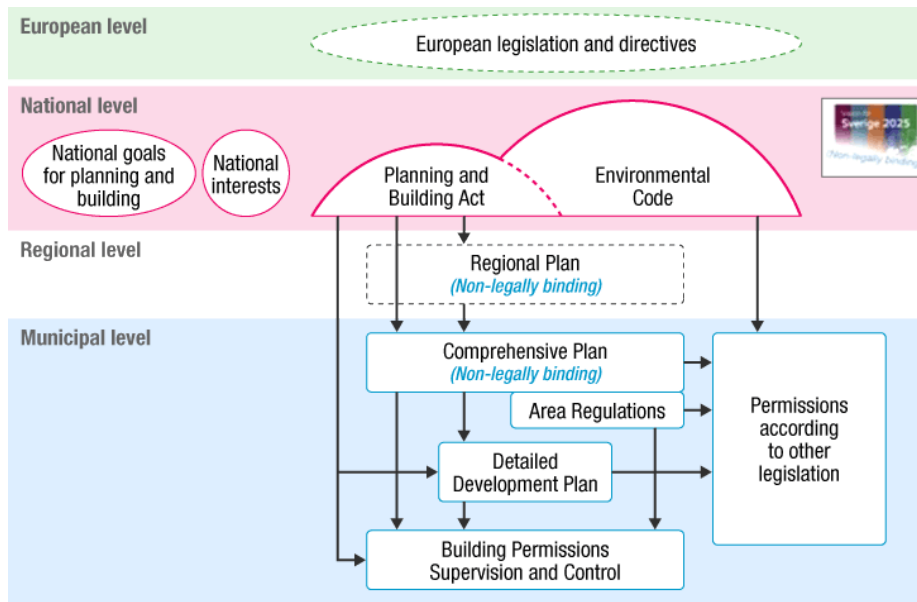 European level
European legislation and directives
National level
National goals
for planning and
building
National
interests
Planning and
Building Act
Environmental
Code
Sverige 2025
(Non-legally binding)
Regional level
Regional Plan
(Non-legally binding)
Municipal level
Comprehensive Plan
(Non-legally binding)
Area Regulations
Permissions
according
to other
legislation
Detailed
Development Plan
Building Permissions
Supervision and Control